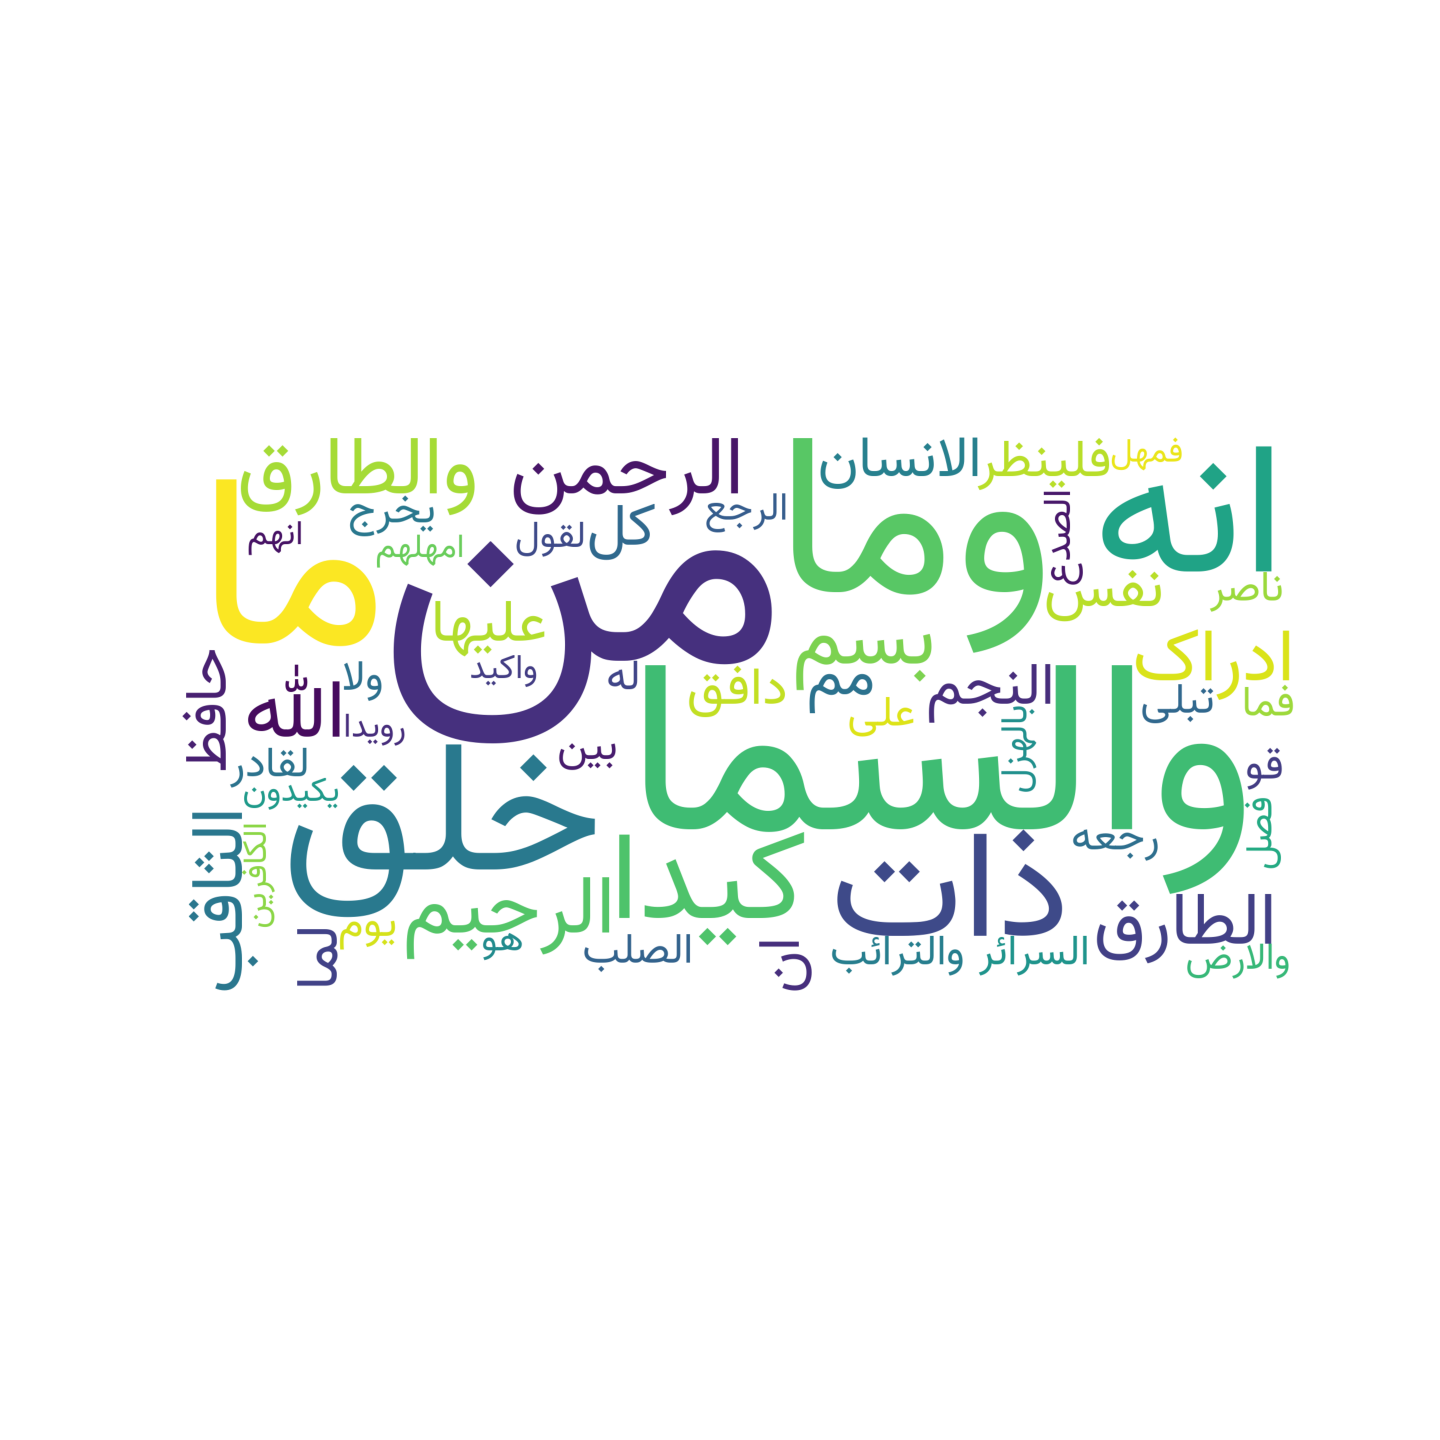 والطارق
الرحمن
الانسان
فلينظر
فمهل
انه
وما
ما
من
يخرج
انهم
امهلهم
لقول
كل
الرجع
الصدع
نفس
ناصر
عليها
واكيد
له
بسم
دافق
مم
على
النجم
ادراک
تبلى
فما
حافظ
الله
ولا
رويدا
والسما
بالهزل
قو
فصل
لقادر
يكيدون
خلق
بين
التاقب
الكافرين
كيدا
ذات
رجعه
الطارق
والارض
لما
يوم
الرحيم
هو
الصلب
ان
والترائب
السرائر